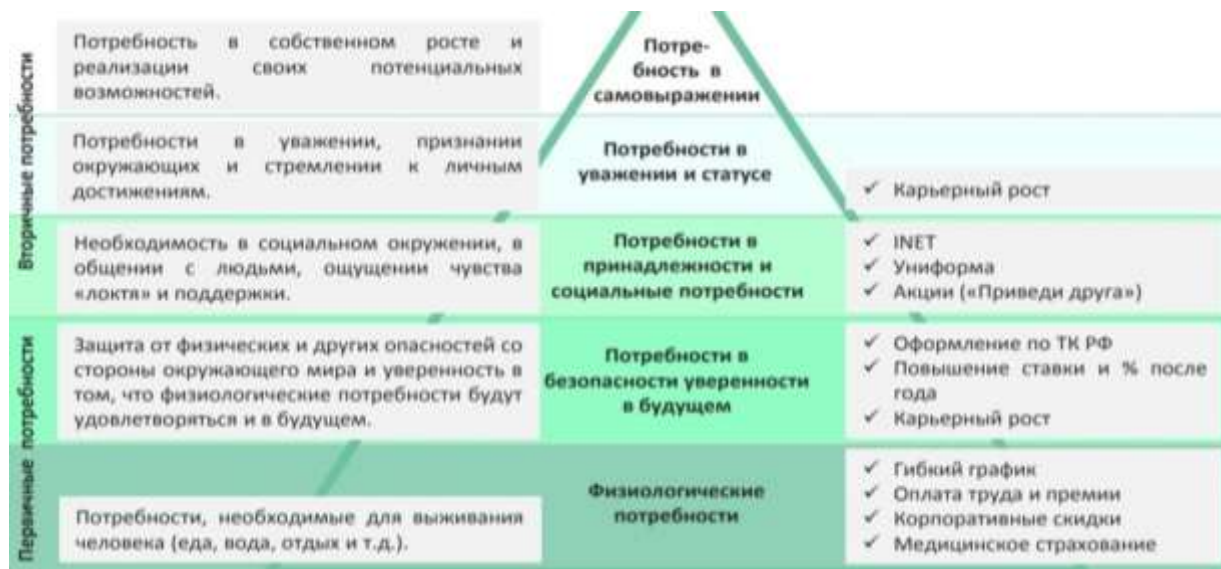 Вторичные потребности
Потребность в собственном росте и
реализации своих потенциальных
возможностей.
Потре-
бность в
самовыражении
Потребности в уважении, признании
окружающих и стремлении к личным
достижениям.
Потребности в
уважении и статусе
✓ Карьерный рост
Необходимость в социальном окружении, в
общении с людьми, ощущении чувства
«локтя» и поддержки.
Потребности в
принадлежности и
социальные потребности
✓ INET
✓ Униформа
✓ Акции («Приведи друга»)
Первичные потребности
Защита от физических и других опасностей со
стороны окружающего мира и уверенность в
том, что физиологические потребности будут
удовлетворяться и в будущем.
Потребности в
безопасности уверенности
в будущем
✓ Оформление по ТК РФ
✓ Повышение ставки и % после
года
✓ Карьерный рост
Потребности, необходимые для выживания
человека (еда, вода, отдых и т.д.).
Физиологические
потребности
✓ Гибкий график
✓ Оплата труда и премии
✓ Корпоративные скидки
✓ Медицинское страхование